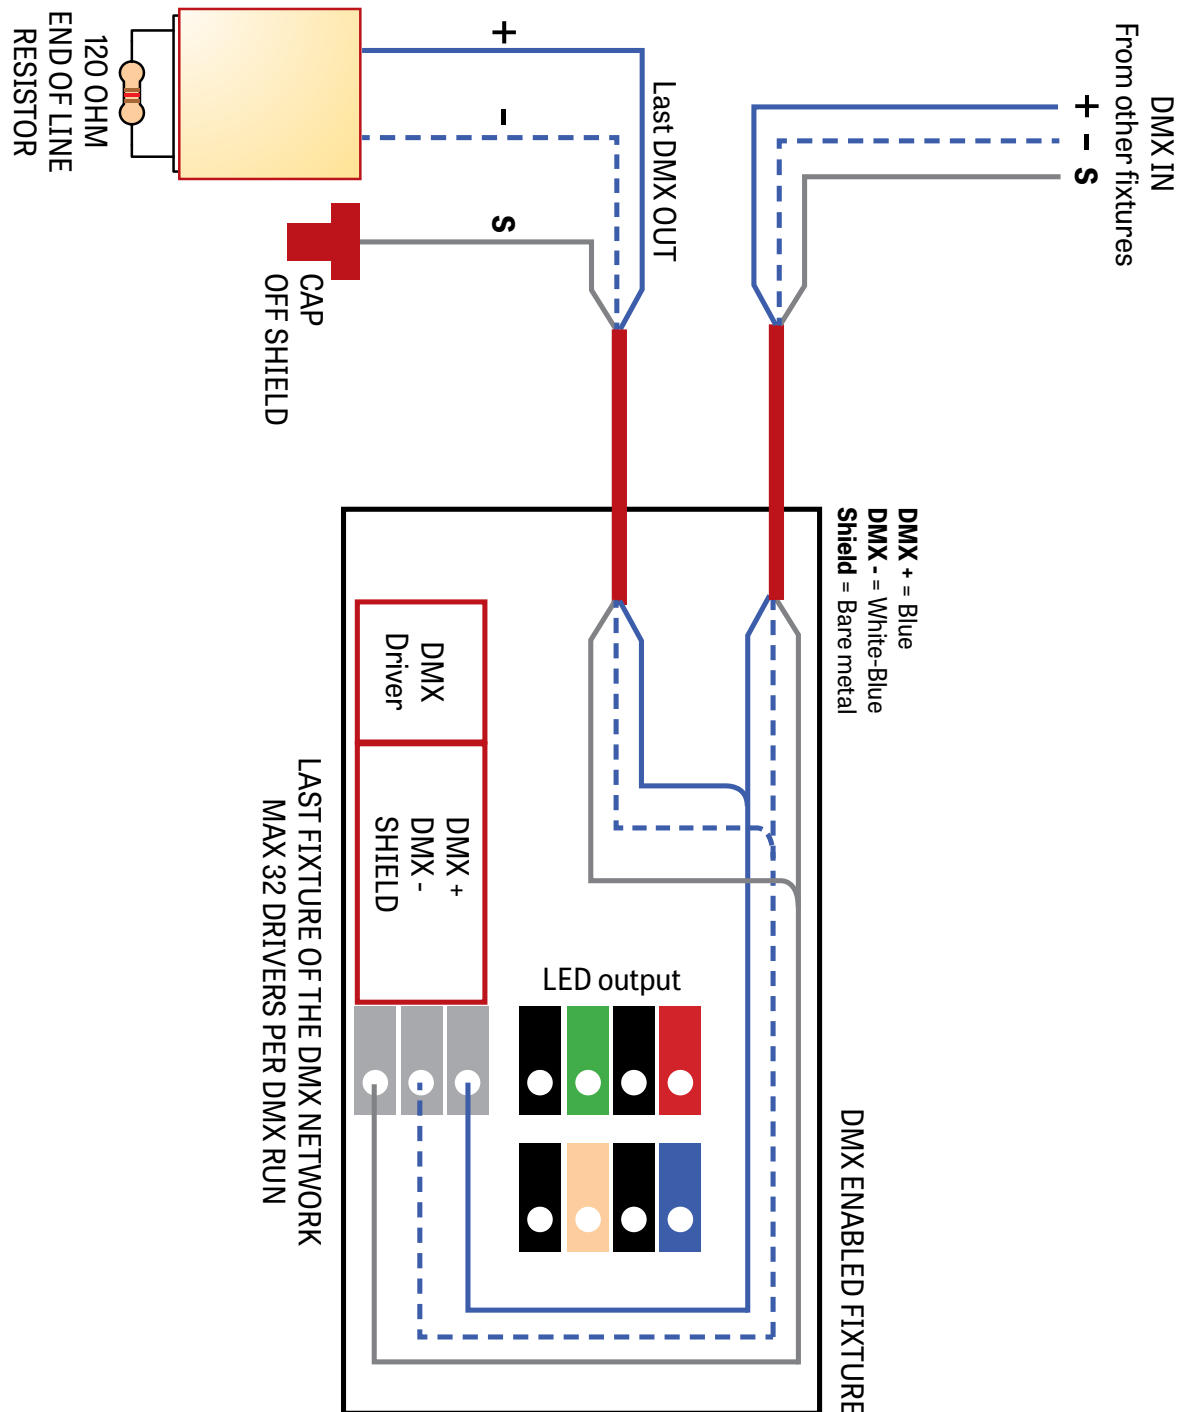 DMX IN
From other fixtures
+
-
S
Last DMX OUT
+
-
S
120 OHM
END OF LINE
RESISTOR
CAP
OFF SHIELD
DMX + = Blue
DMX - = White-Blue
Shield = Bare metal
DMX ENABLED FIXTURE
DMX
Driver
DMX +
DMX -
SHIELD
LED output
LAST FIXTURE OF THE DMX NETWORK
MAX 32 DRIVERS PER DMX RUN